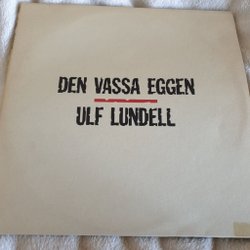 DEN VASSA EGGEN
ULF LUNDELL